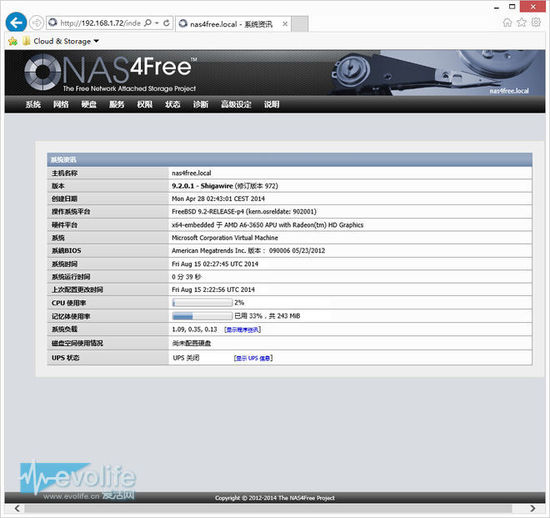 http://192.168.1.72/inde
nas4free.local - 系统资讯
Cloud & Storage
NAS4Free™
The Free Network Attached Storage Project
nas4free.local
系统 网络 硬盘 服务 权限 状态 诊断 高级设定 说明
系统资讯
主机名称 nas4free.local
版本 9.2.0.1 - Shigawire (修订版本 972)
创建日期 Mon Apr 28 02:43:01 CEST 2014
操作系统平台 FreeBSD 9.2-RELEASE-p4 (kern.osreldate: 902001)
硬件平台 x64-embedded 于 AMD A6-3650 APU with Radeon(tm) HD Graphics
系统 Microsoft Corporation Virtual Machine
系统BIOS American Megatrends Inc. 版本： 090006 05/23/2012
系统时间 Fri Aug 15 02:27:45 UTC 2014
系统运行时间 0 分 39 秒
上次配置更改时间 Fri Aug 15 2:22:56 UTC 2014
CPU 使用率 2%
记忆体使用率 已用 33%，共 243 MiB
系统负载 1.09, 0.35, 0.13 [显示程序资讯]
磁盘空间使用情况 尚未配置硬盘
UPS 状态 UPS 关闭 [显示 UPS 信息]
evolife
www.evolife.cn 爱活网
Copyright © 2012-2014 The NAS4Free Project